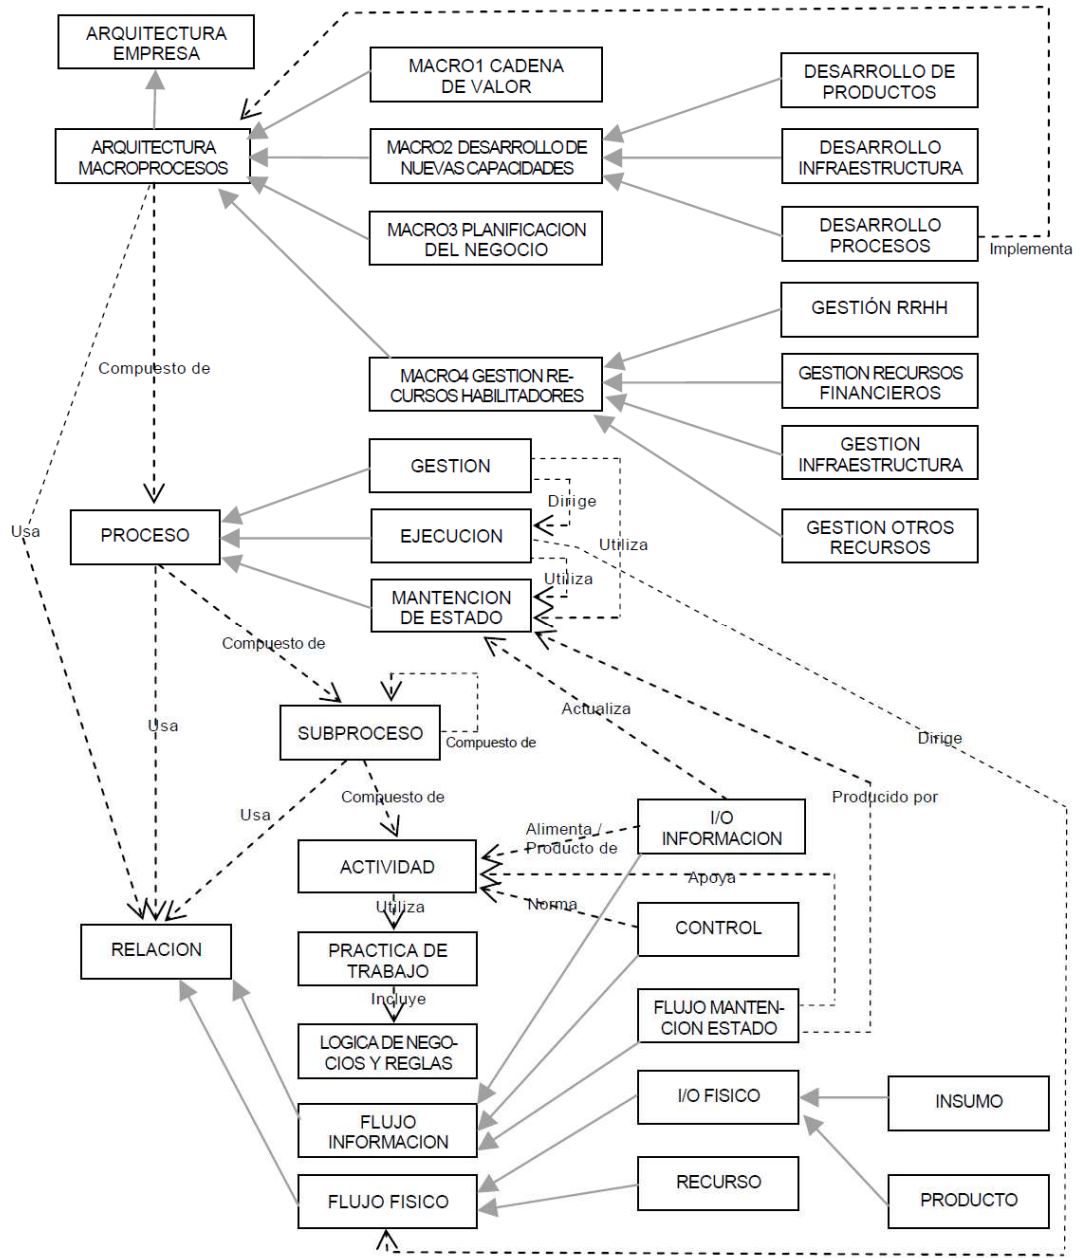 ARQUITECTURA
EMPRESA
MACRO1 CADENA
DE VALOR
DESARROLLO DE
PRODUCTOS
ARQUITECTURA
MACROPROCESOS
MACRO2 DESARROLLO DE
NUEVAS CAPACIDADES
DESARROLLO
INFRAESTRUCTURA
MACRO3 PLANIFICACION
DEL NEGOCIO
DESARROLLO
PROCESOS
Implementa
GESTIÓN RRHH
Compuesto de
MACRO4 GESTION RE-
CURSOS HABILITADORES
GESTION RECURSOS
FINANCIEROS
GESTION
INFRAESTRUCTURA
GESTION
Dirige
Usa
PROCESO
EJECUCION
Utiliza
GESTION OTROS
RECURSOS
Utiliza
MANTENCION
DE ESTADO
Compuesto de
Actualiza
Usa
SUBPROCESO
Compuesto de
Dirige
Compuesto de
Producido por
Usa
I/O
INFORMACION
Alimenta /
Producto de
ACTIVIDAD
Apoya
Utiliza
Norma
CONTROL
RELACION
PRACTICA DE
TRABAJO
Incluye
FLUJO MANTEN-
CION ESTADO
LOGICA DE NEGO-
CIOS Y REGLAS
I/O FISICO
INSUMO
FLUJO
INFORMACION
RECURSO
FLUJO FISICO
PRODUCTO